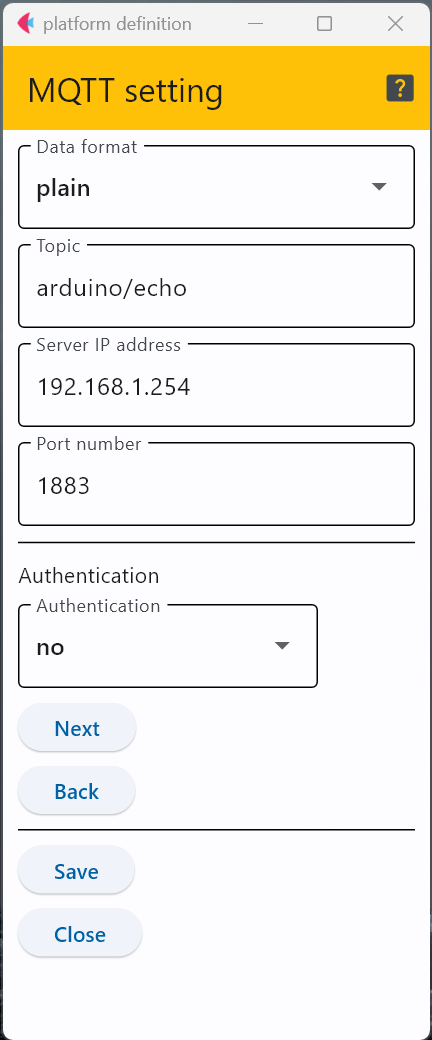 platform definition
MQTT setting
?
Data format
plain
Topic
arduino/echo
Server IP address
192.168.1.254
Port number
1883
Authentication
Authentication
no
Next
Back
Save
Close